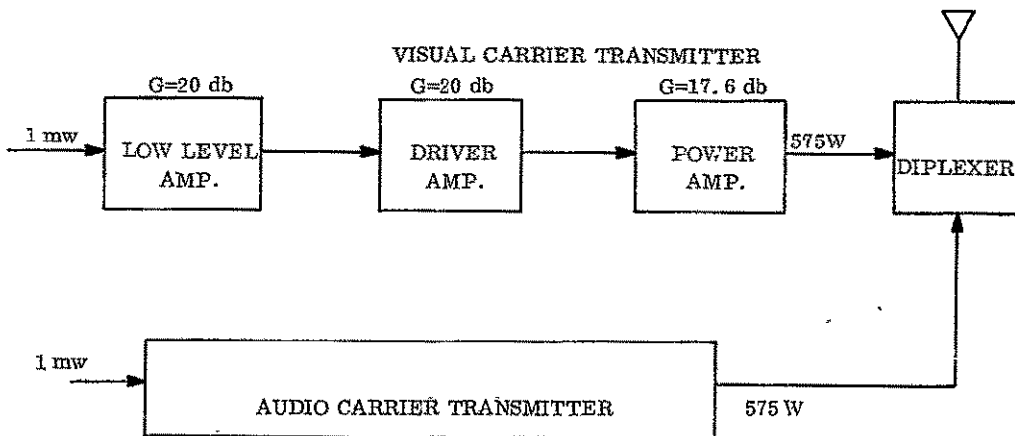 VISUAL CARRIER TRANSMITTER
G=20 db
G=20 db
G=17.6 db
1 mw
LOW LEVEL
AMP.
DRIVER
AMP.
POWER
AMP.
575W
DIPLEXER
1 mw
AUDIO CARRIER TRANSMITTER
575 W